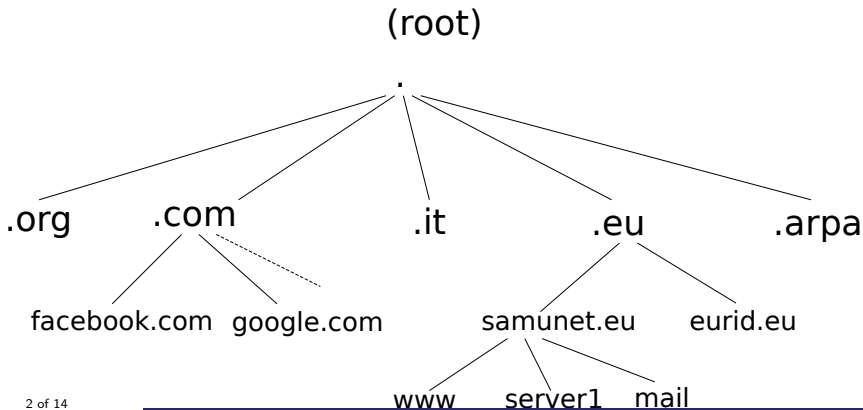 (root)
.
.org .com .it .eu .arpa
facebook.com google.com samunet.eu eurid.eu
www server1 mail
2 of 14